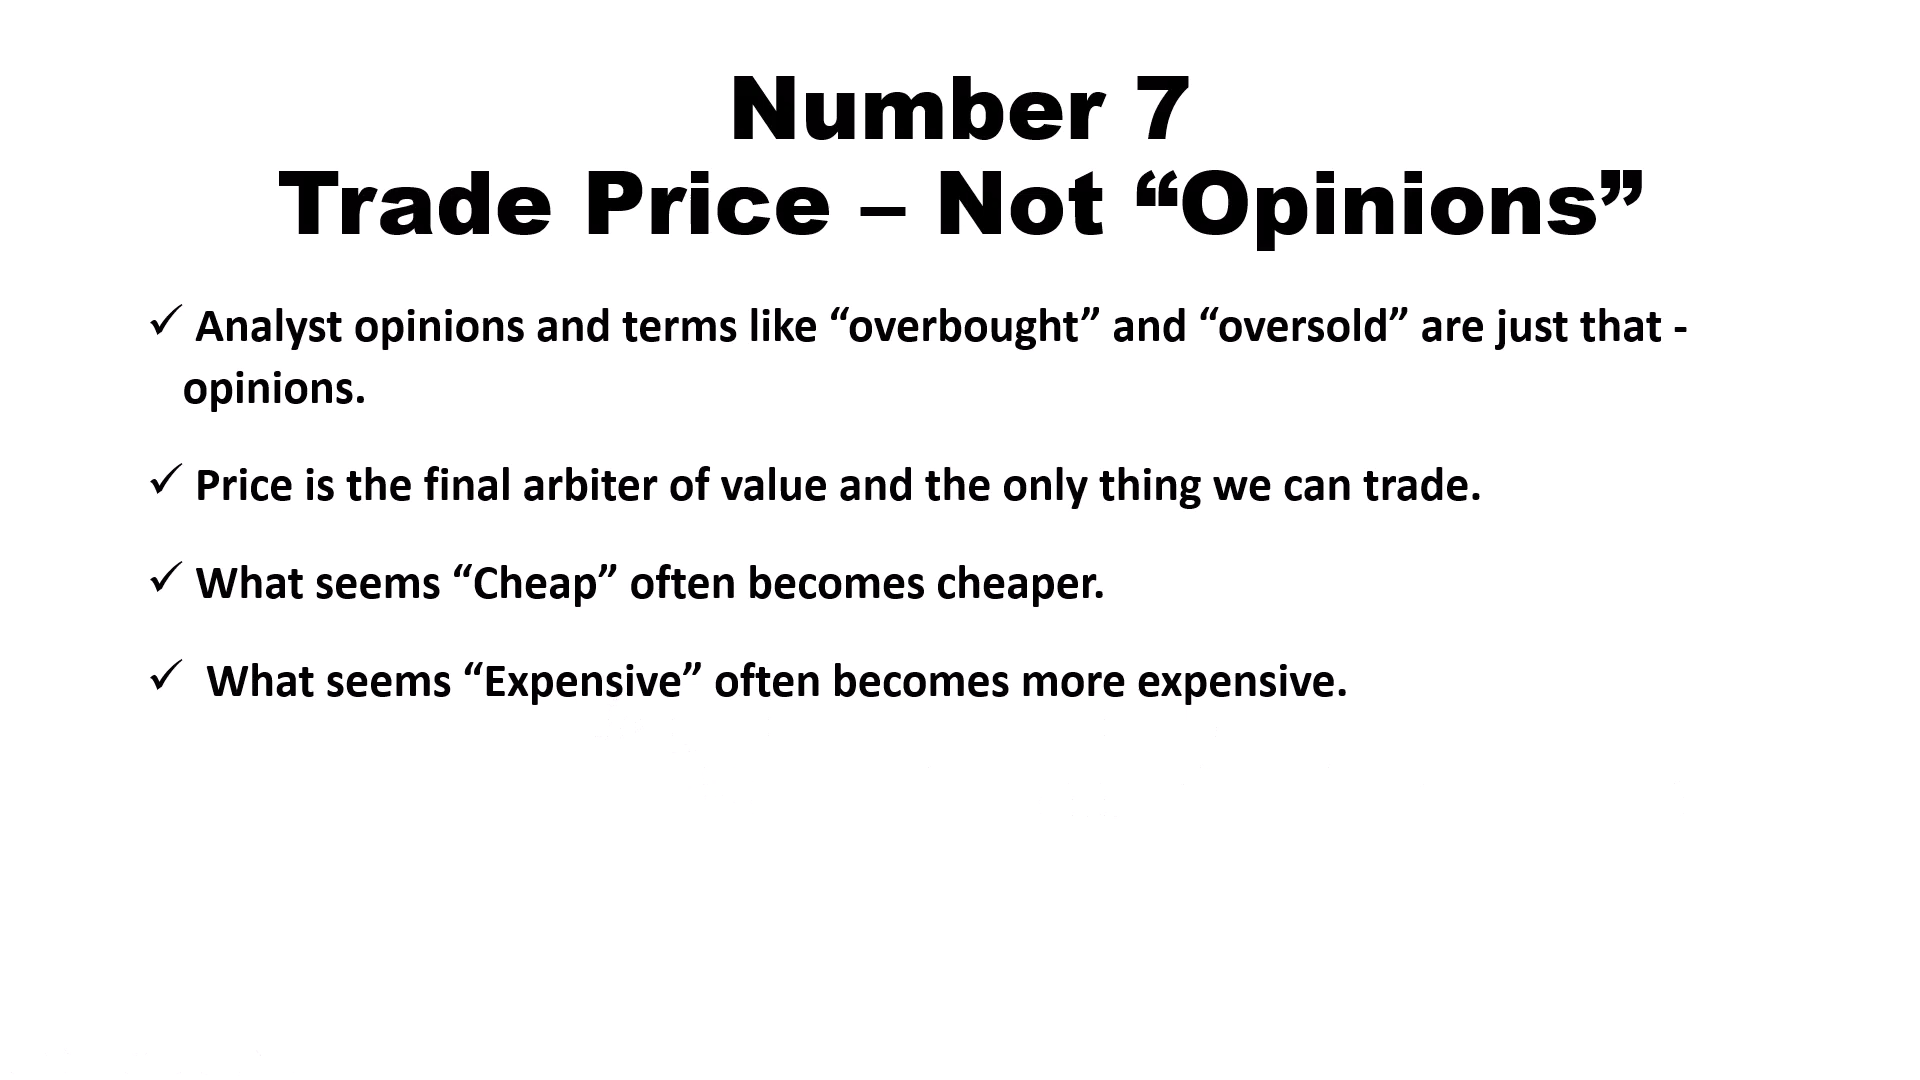 Number 7
Trade Price – Not “Opinions”
✓ Analyst opinions and terms like “overbought” and “oversold” are just that -
opinions.
✓ Price is the final arbiter of value and the only thing we can trade.
✓ What seems “Cheap” often becomes cheaper.
✓ What seems “Expensive” often becomes more expensive.